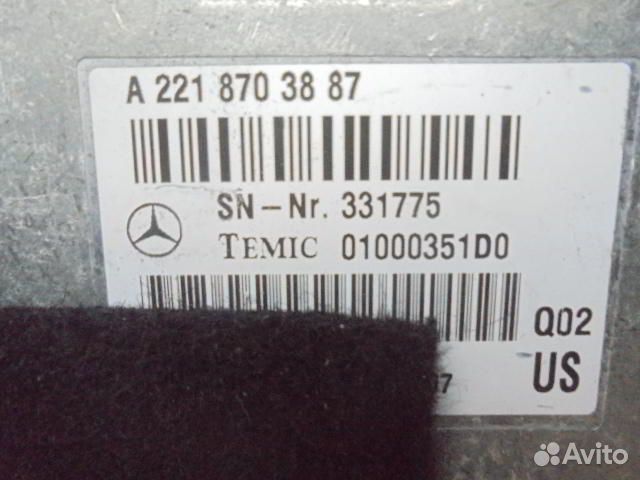 A 221 870 38 87
SN-Nr. 331775
TEMIC 01000351D0
Q02
US
Avito